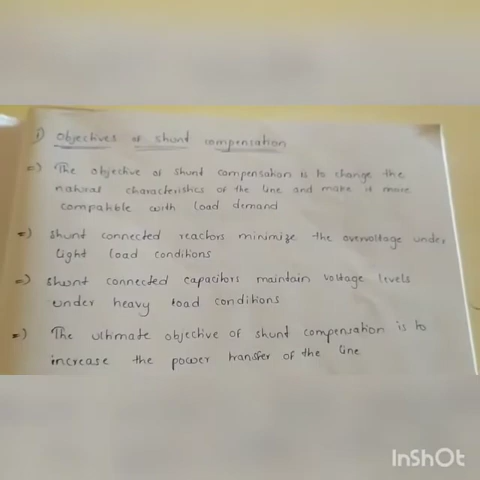 1) Objectives of shunt compensation
=) The objective of shunt compensation is to change the
natural characteristics of the line and make it more
compatible with load demand
=) shunt connected reactors minimize the overvoltage under
light load conditions
=) shunt connected capacitors maintain voltage levels
under heavy load conditions
=) The ultimate objective of shunt compensation is to
increase the power transfer of the line
InShOt